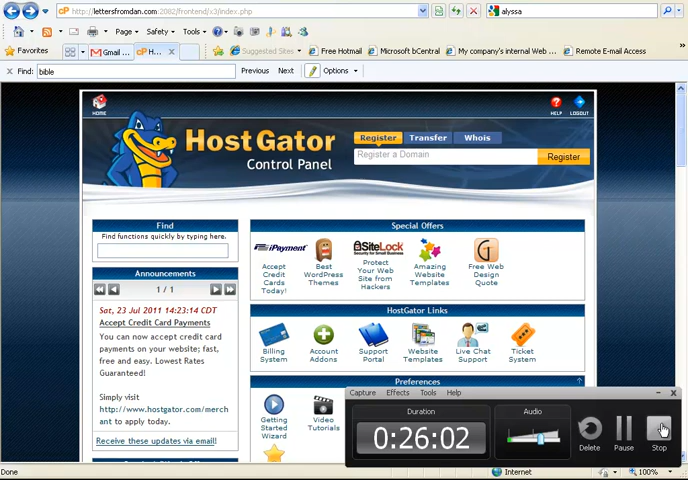 http://lettersfromdan.com:2082/frontend/x3/index.php
alyssa
Page Safety Tools
Favorites
Gmail ...
H...
Suggested Sites
Free Hotmail
Microsoft bCentral
My company's internal Web ...
Remote E-mail Access
Find: bible
Previous Next Options
HOME
HELP
LOGOUT
HostGator
Control Panel
Register Transfer Whois
Register a Domain
Register
Find
Find functions quickly by typing here.
Announcements
1 / 1
Sat, 23 Jul 2011 14:23:14 CDT
Accept Credit Card Payments
You can now accept credit card
payments on your website; fast,
free and easy. Lowest Rates
Guaranteed!
Simply visit
http://www.hostgator.com/merch
ant to apply today.
Receive these updates via email!
Special Offers
iPayment
SiteLock
Security for Small Business
Accept
Credit
Cards
Today!
Best
WordPress
Themes
Protect
Your Web
Site from
Hackers
Amazing
Website
Templates
Free Web
Design
Quote
HostGator Links
Billing
System
Account
Addons
Support
Portal
Website
Templates
Live Chat
Support
Ticket
System
Preferences
Getting
Started
Wizard
Video
Tutorials
Capture Effects Tools Help
Duration
0:26:02
Audio
Delete
Pause
Stop
Done
Internet
100%